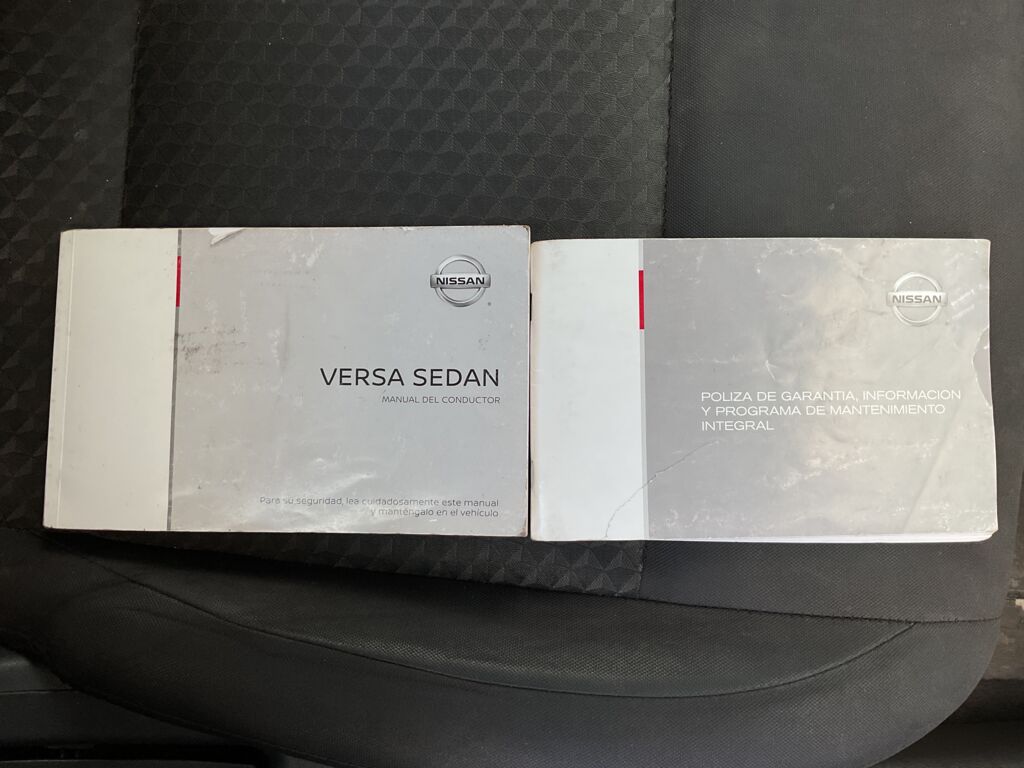 NISSAN
VERSA SEDAN
MANUAL DEL CONDUCTOR
Para su seguridad, lea cuidadosamente este manual
y manténgalo en el vehículo
NISSAN
POLIZA DE GARANTIA, INFORMACION
Y PROGRAMA DE MANTENIMIENTO
INTEGRAL